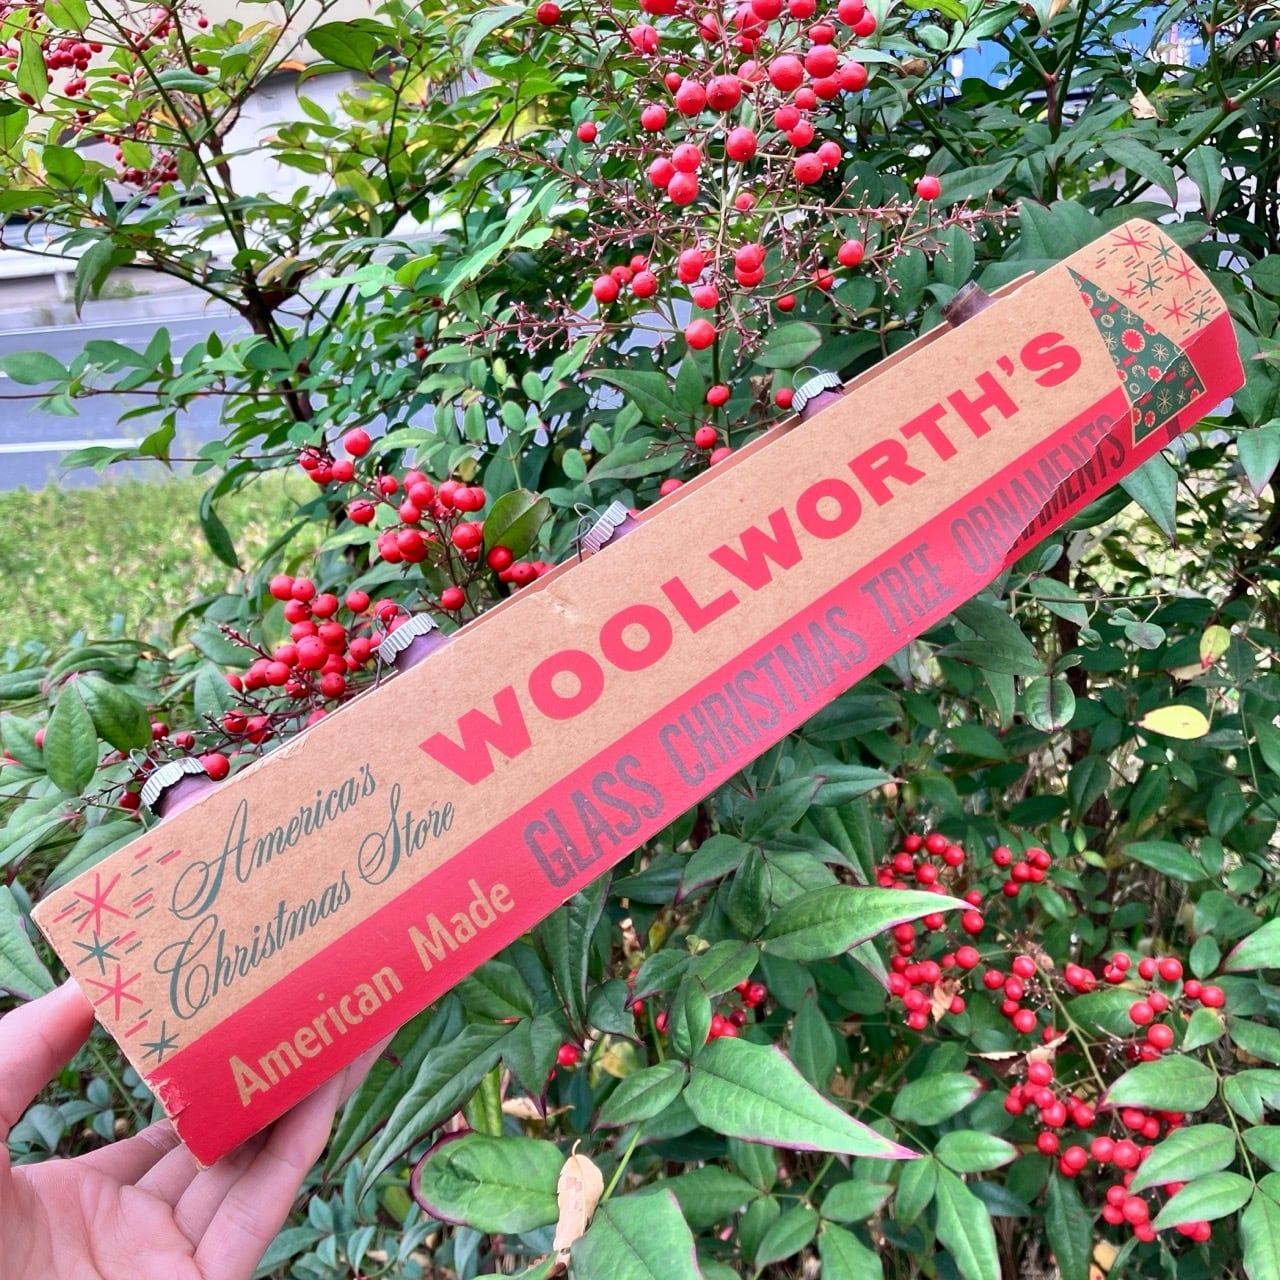 America's
Christmas Store
WOOLWORTH'S
American Made GLASS CHRISTMAS TREE ORNAMENTS